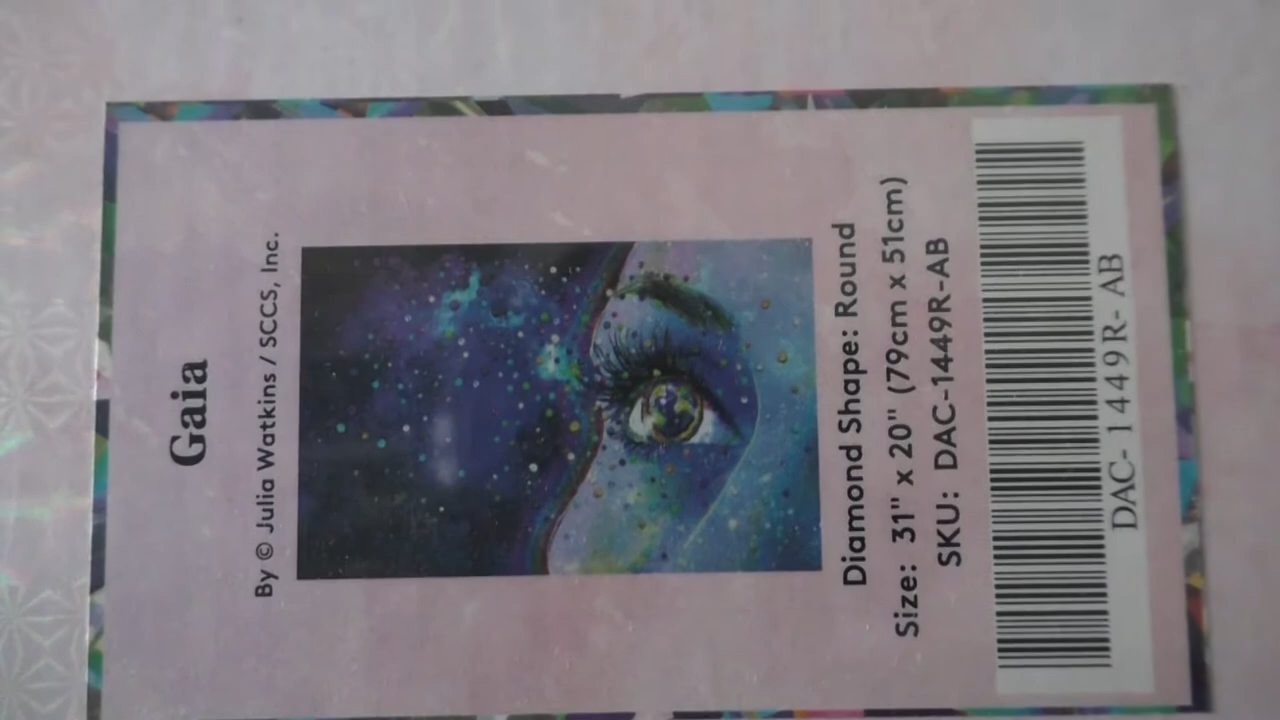 Gaia
By © Julia Watkins / SCCS, Inc.
Diamond Shape: Round
Size: 31" x 20" (79cm x 51cm)
SKU: DAC-1449R-AB
DAC- 1449R- AB